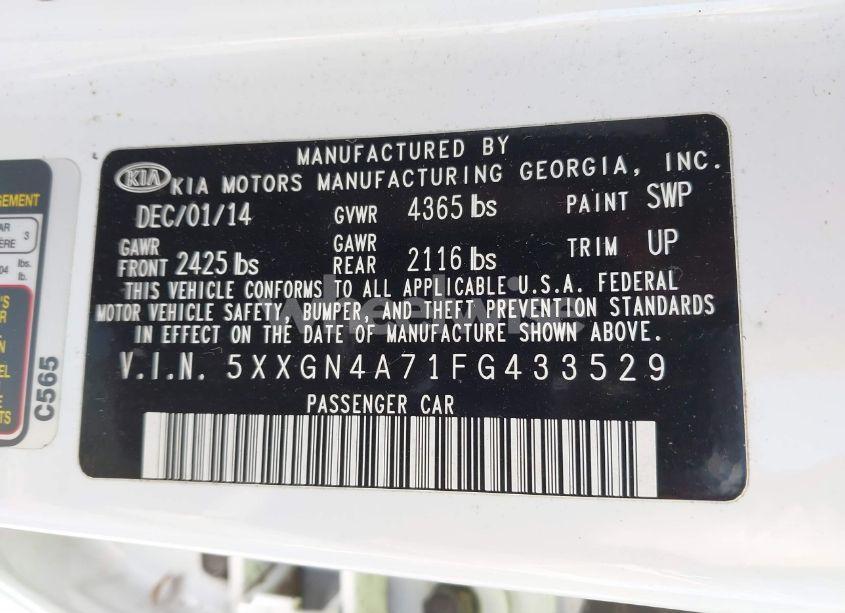 MANUFACTURED BY
KIA KIA MOTORS MANUFACTURING GEORGIA, INC.
DEC/01/14 GVWR 4365 lbs PAINT SWP
GAWR FRONT 2425 lbs GAWR REAR 2116 lbs TRIM UP
THIS VEHICLE CONFORMS TO ALL APPLICABLE U.S.A. FEDERAL
MOTOR VEHICLE SAFETY, BUMPER, AND THEFT PREVENTION STANDARDS
IN EFFECT ON THE DATE OF MANUFACTURE SHOWN ABOVE.
V.I.N. 5XXGN4A71FG433529
PASSENGER CAR
C565